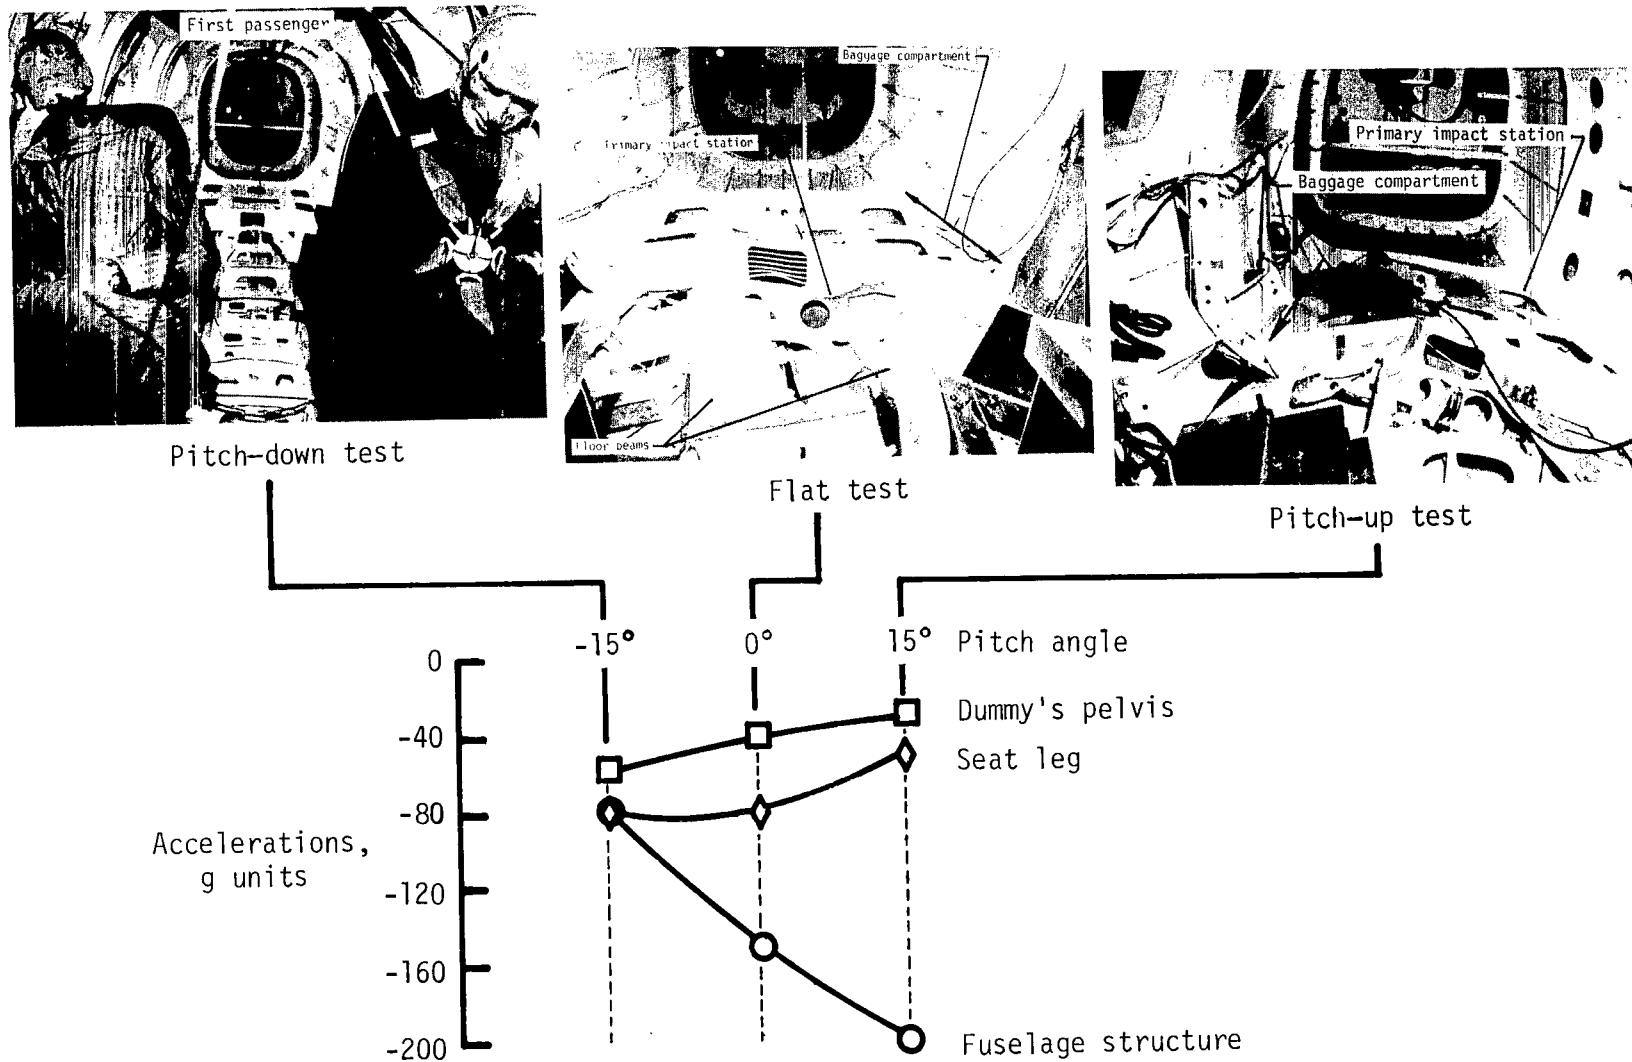 First passenger
Baggage compartment
Primary impact station
Floor beams
Primary impact station
Baggage compartment
Pitch-down test
Flat test
Pitch-up test
-15° 0° 15° Pitch angle
0
-40
-80
-120
-160
-200
Accelerations,
g units
Dummy's pelvis
Seat leg
Fuselage structure